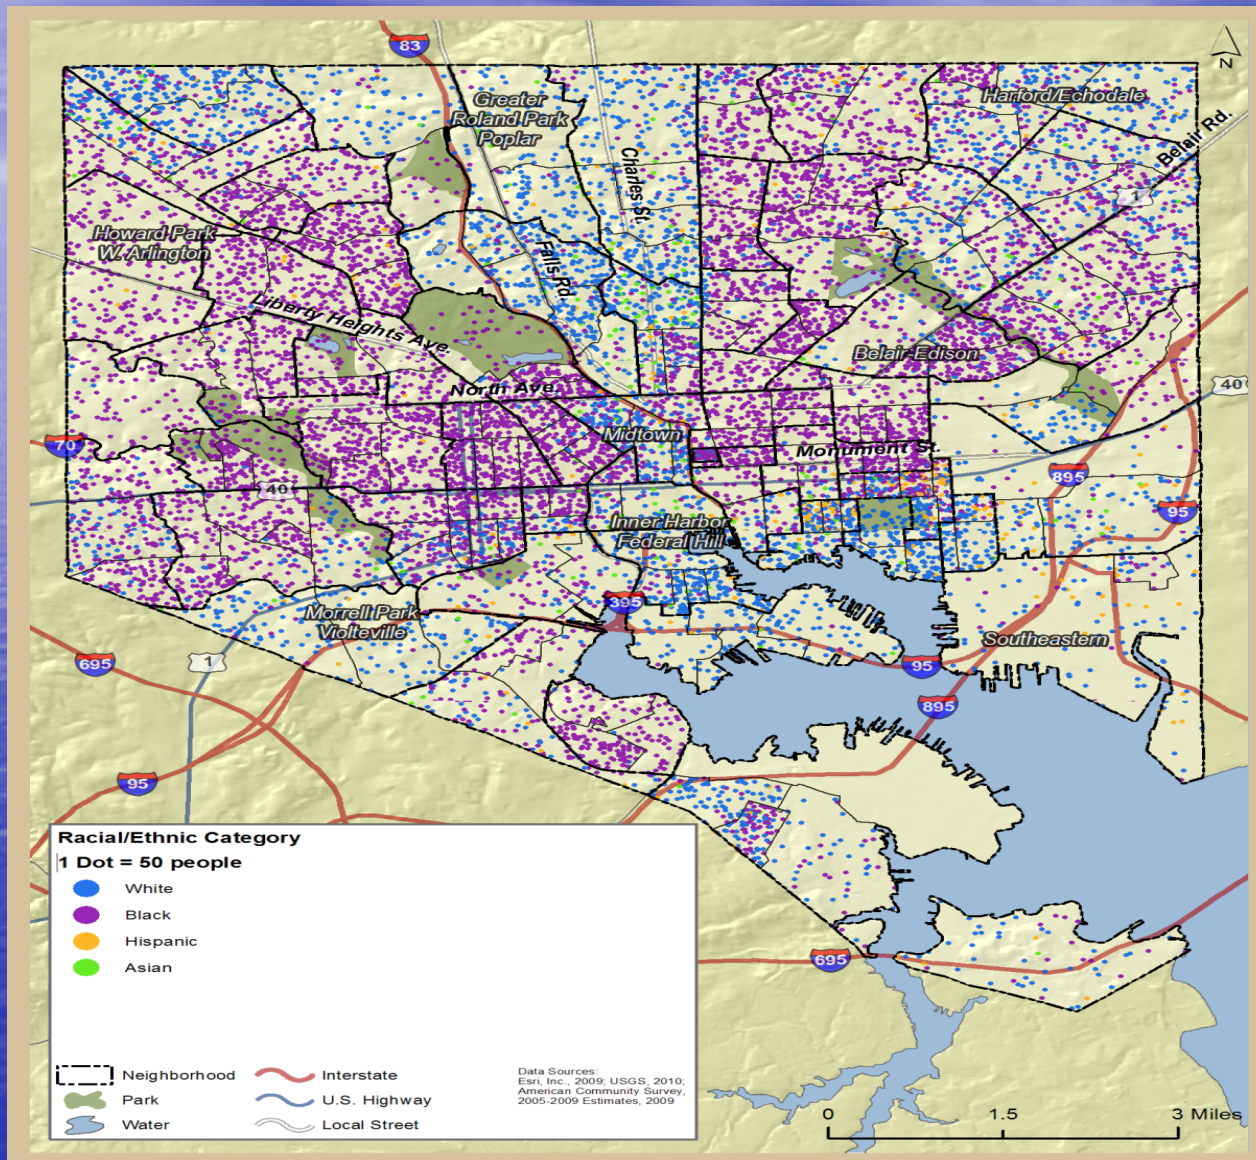 83
N
Greater
Roland Park
Poplar
Harford/Echodale
Belair Rd.
Charles St.
1
Howard Park
W. Arlington
Falls Rd.
Liberty Heights Ave.
Belair-Edison
North Ave.
40
Midtown
Monument St.
70
40
895
95
Inner Harbor
Federal Hill
395
Morrell Park
Violteville
Southeastern
695
1
95
895
95
Racial/Ethnic Category
1 Dot = 50 people
White
Black
Hispanic
Asian
695
Neighborhood
Interstate
Park
U.S. Highway
Water
Local Street
Data Sources:
Esri, Inc., 2009; USGS, 2010;
American Community Survey,
2005-2009 Estimates, 2009
0 1.5 3 Miles